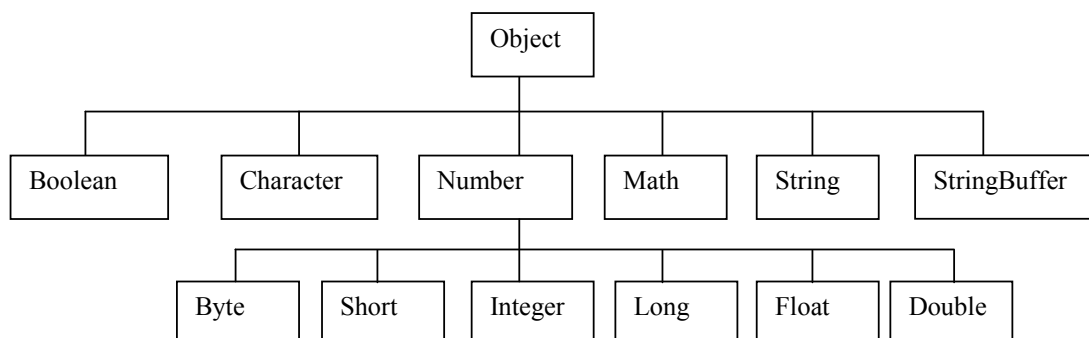 Object
Boolean
Character
Number
Math
String
StringBuffer
Byte
Short
Integer
Long
Float
Double